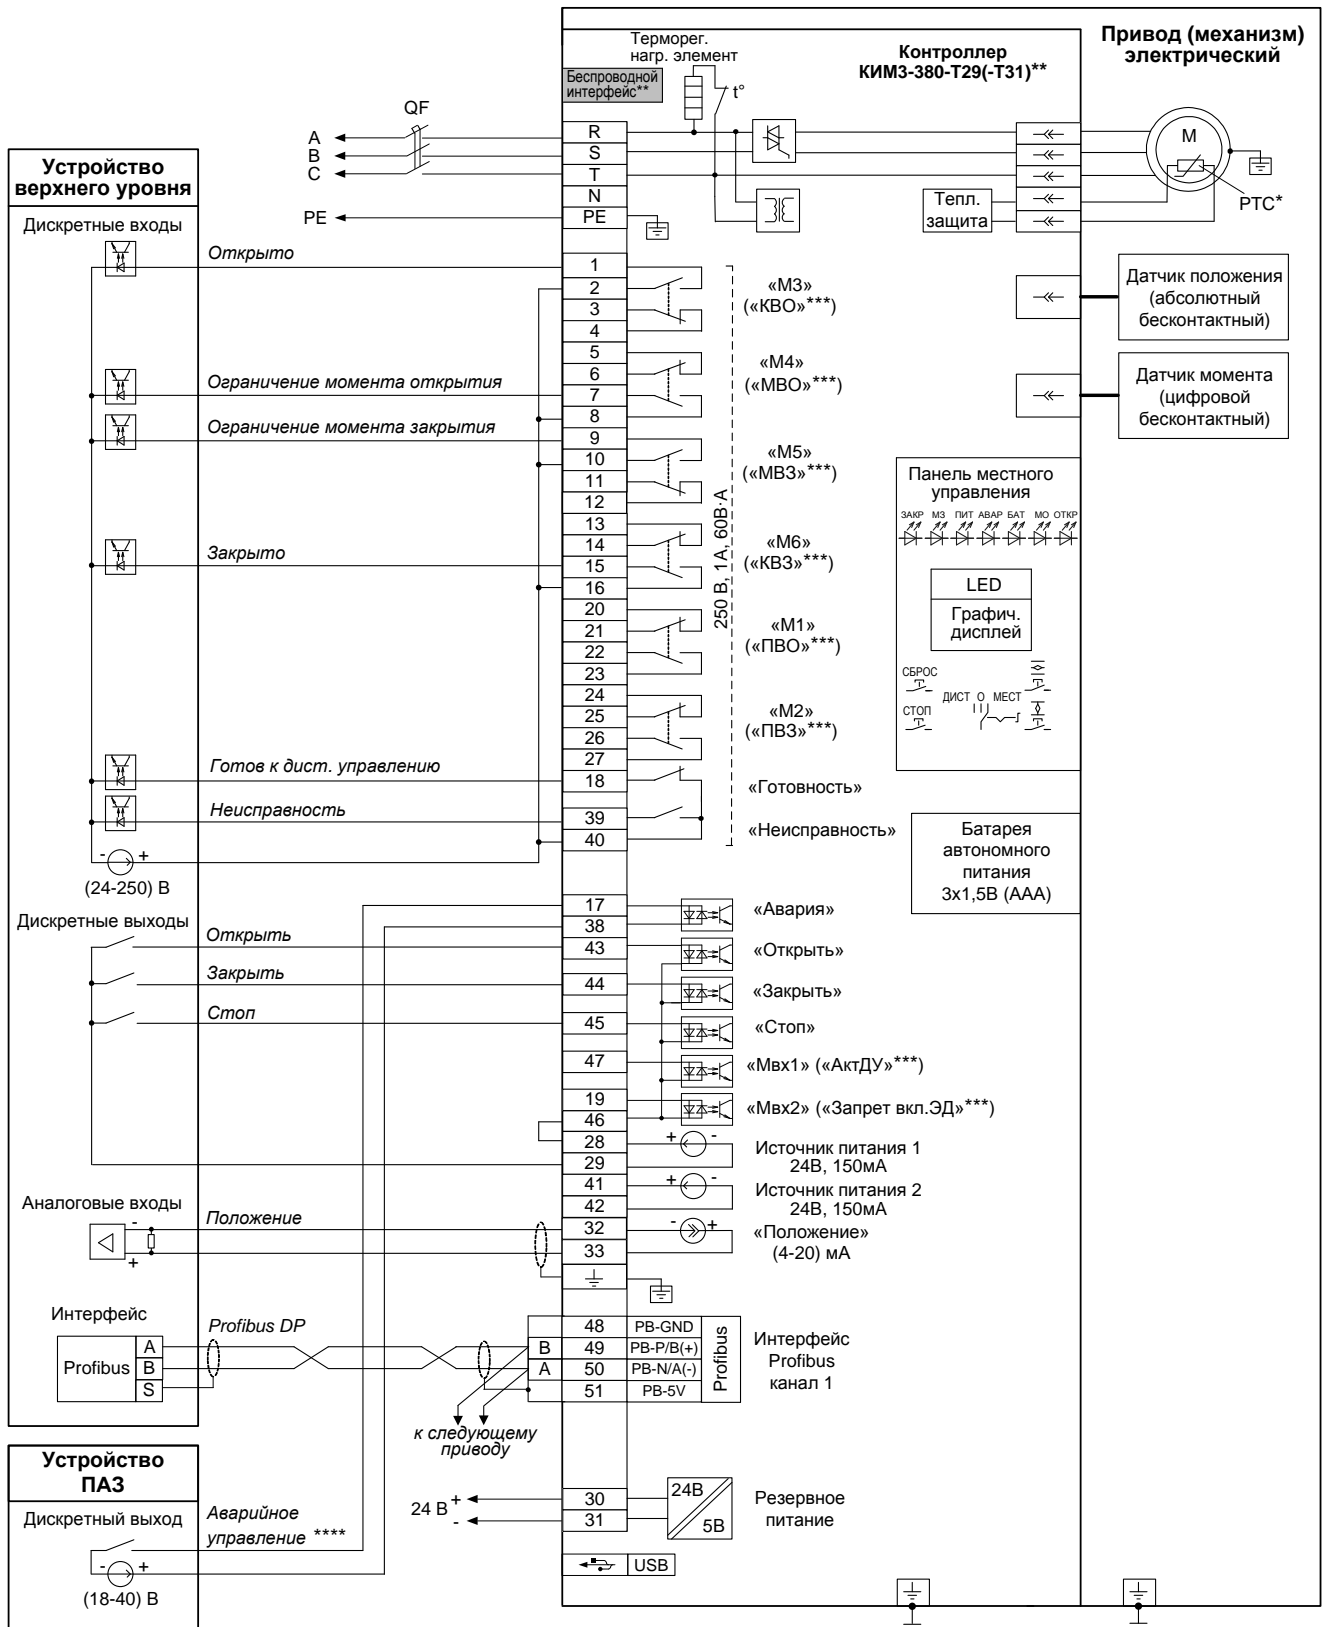 Привод (механизм)
электрический
Контроллер
КИМ3-380-Т29(-Т31)**
Терморег.
нагр. элемент
Беспроводной
интерфейс**
t°
QF
A
B
C
PE
R
S
T
N
PE
M
PTC*
Тепл.
защита
Устройство
верхнего уровня
Дискретные входы
Открыто
Ограничение момента открытия
Ограничение момента закрытия
Закрыто
Готов к дист. управлению
Неисправность
- +
(24-250) В
1
2
3
4
5
6
7
8
9
10
11
12
13
14
15
16
20
21
22
23
24
25
26
27
18
39
40
«М3»
(«КВО»***)
«М4»
(«МВО»***)
«М5»
(«МВЗ»***)
«М6»
(«КВЗ»***)
«М1»
(«ПВО»***)
«М2»
(«ПВЗ»***)
«Готовность»
«Неисправность»
250 В, 1А, 60В·А
Датчик положения
(абсолютный
бесконтактный)
Датчик момента
(цифровой
бесконтактный)
Панель местного
управления
ЗАКР МЗ ПИТ АВАР БАТ МО ОТКР
LED
Графич.
дисплей
СБРОС
СТОП
ДИСТ О МЕСТ
Батарея
автономного
питания
3х1,5В (ААА)
Дискретные выходы
Открыть
Закрыть
Стоп
17
38
43
44
45
47
19
46
28
29
41
42
32
33
«Авария»
«Открыть»
«Закрыть»
«Стоп»
«Мвх1» («АктДУ»***)
«Мвх2» («Запрет вкл.ЭД»***)
+ -
Источник питания 1
24В, 150мА
+ -
Источник питания 2
24В, 150мА
- +
«Положение»
(4-20) мА
Аналоговые входы
-
+
Положение
Интерфейс
Profibus
A
B
S
Profibus DP
B
A
48 PB-GND
49 PB-P/B(+)
50 PB-N/A(-)
51 PB-5V
Profibus
Интерфейс
Profibus
канал 1
к следующему
приводу
Устройство
ПАЗ
Дискретный выход
- +
(18-40) В
Аварийное
управление ****
24 В
+
-
30
31
24В
5В
Резервное
питание
USB